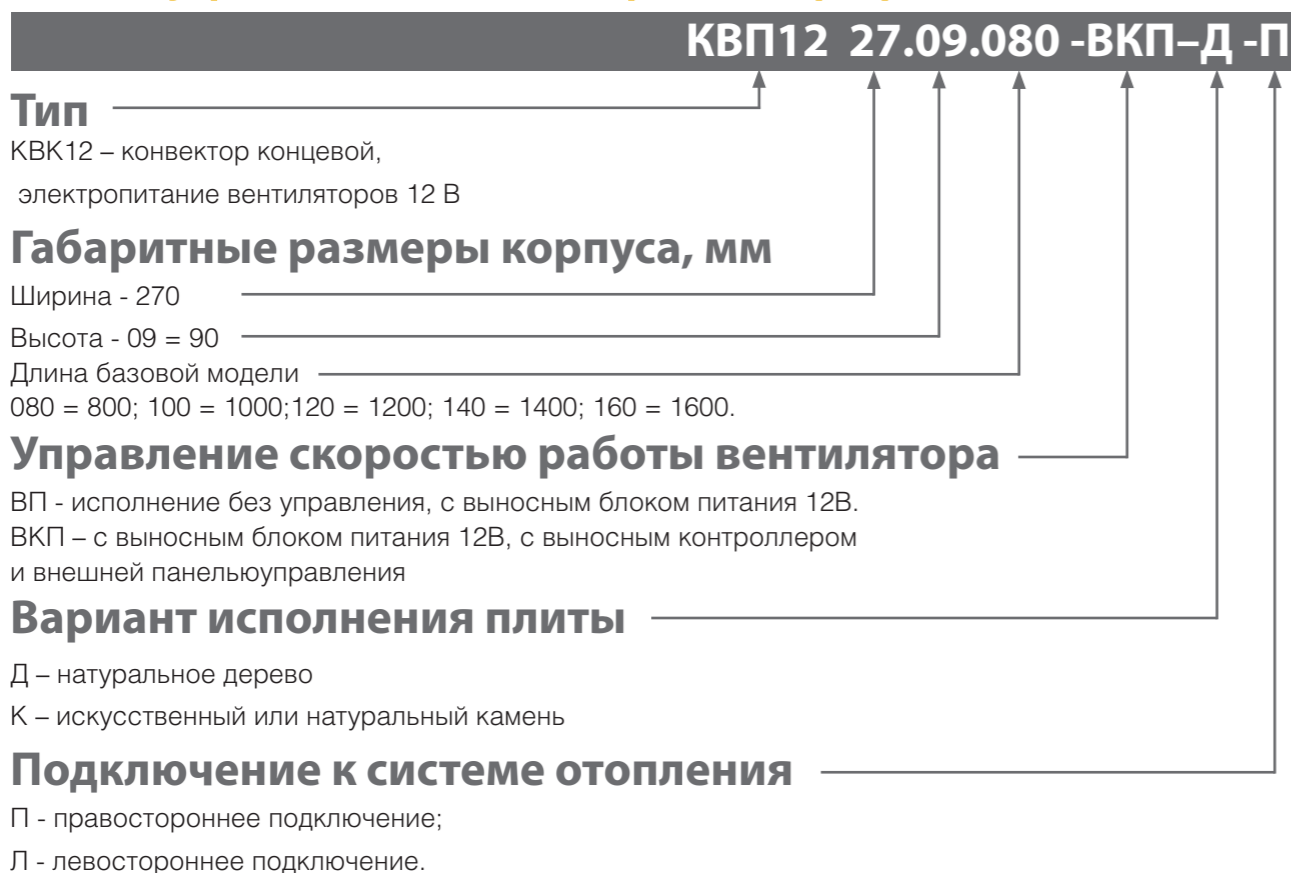 КВП12 27.09.080 -ВКП–Д -П
Тип
КВК12 – конвектор концевой,
электропитание вентиляторов 12 В
Габаритные размеры корпуса, мм
Ширина - 270
Высота - 09 = 90
Длина базовой модели
080 = 800; 100 = 1000;120 = 1200; 140 = 1400; 160 = 1600.
Управление скоростью работы вентилятора
ВП - исполнение без управления, с выносным блоком питания 12В.
ВКП – с выносным блоком питания 12В, с выносным контроллером
и внешней панельюуправления
Вариант исполнения плиты
Д – натуральное дерево
К – искусственный или натуральный камень
Подключение к системе отопления
П - правостороннее подключение;
Л - левостороннее подключение.